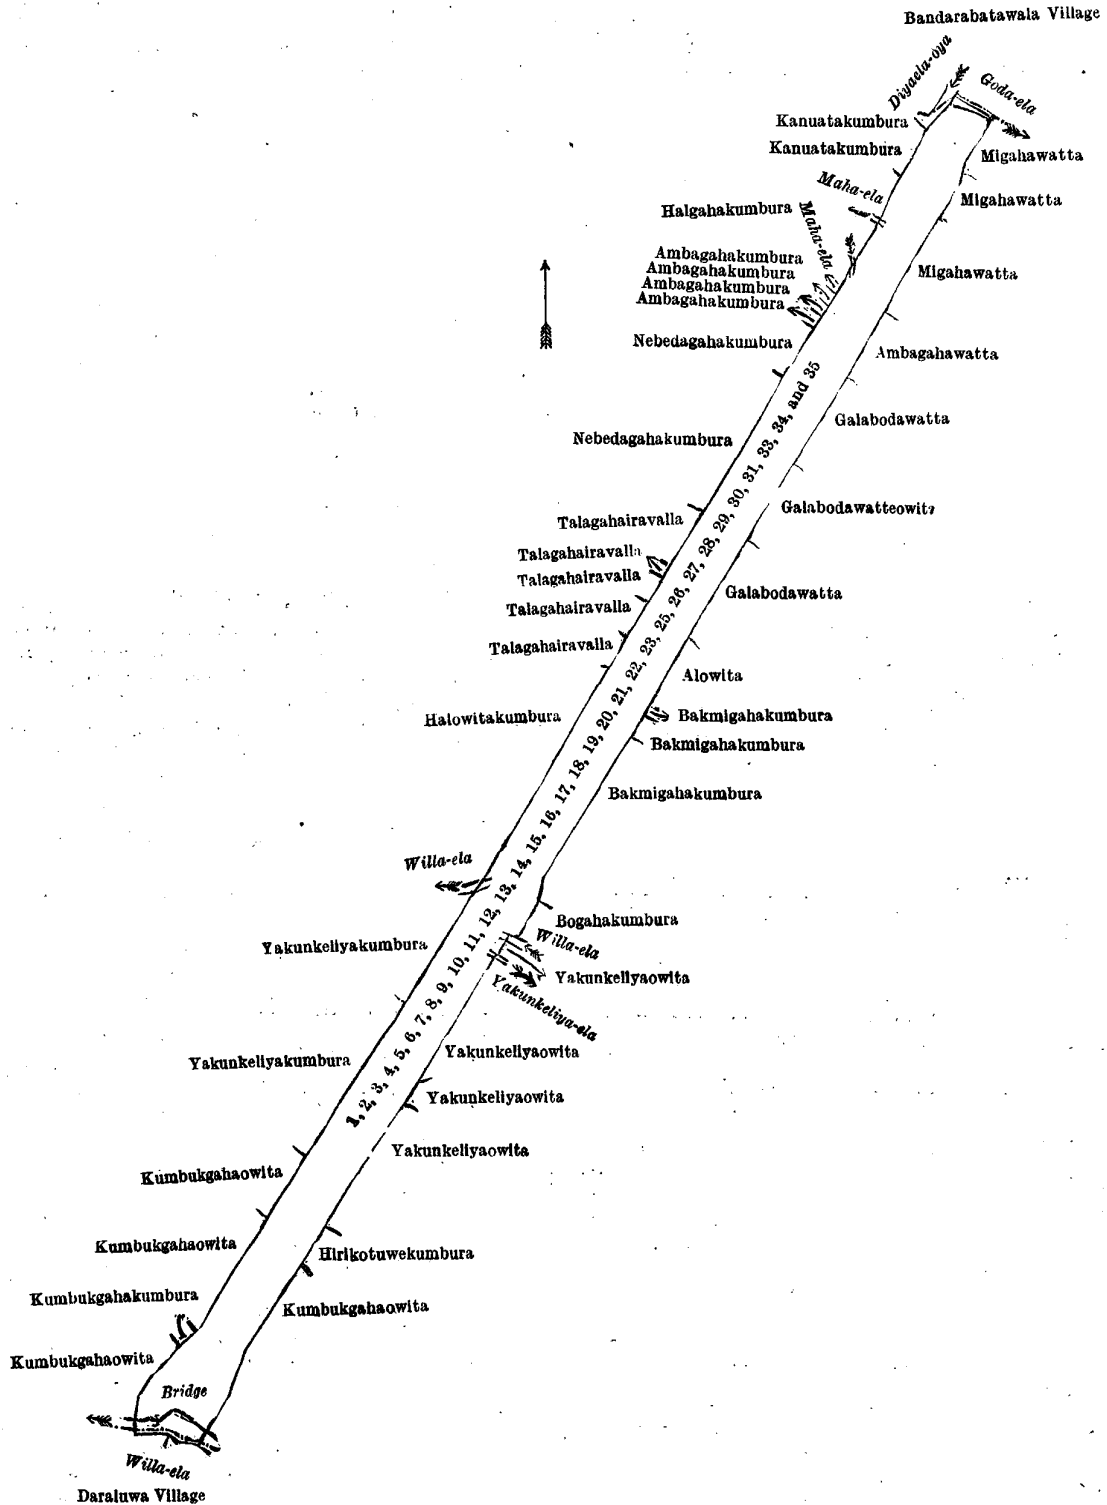 Bandarabatawala Village
Diyaela-oya
Goda-ela
Kanuatakumbura
Kanuatakumbura
Migahawatta
Maha-ela
Migahawatta
Halgahakumbura
Maha-ela
Ambagahakumbura
Ambagahakumbura
Ambagahakumbura
Ambagahakumbura
Migahawatta
Nebedagahakumbura
Ambagahawatta
Galabodawatta
Nebedagahakumbura
Galabodawatteowita
Talagahairavalla
Talagahairavalla
Talagahairavalla
Galabodawatta
Talagahairavalla
Talagahairavalla
Alowita
Halowitakumbura
Bakmigahakumbura
Bakmigahakumbura
Bakmigahakumbura
1, 2, 3, 4, 5, 6, 7, 8, 9, 10, 11, 12, 13, 14, 15, 16, 17, 18, 19, 20, 21, 22, 23, 25, 26, 27, 28, 29, 30, 31, 33, 34, and 35
Willa-ela
Bogahakumbura
Yakunkeliyakumbura
Willa-ela
Yakunkeliyaowita
Yakunkeliya-ela
Yakunkeliyakumbura
Yakunkeliyaowita
Yakunkeliyaowita
Yakunkeliyaowita
Kumbukgahaowita
Kumbukgahaowita
Hirikotuwekumbura
Kumbukgahakumbura
Kumbukgahaowita
Kumbukgahaowita
Bridge
Willa-ela
Daraluwa Village